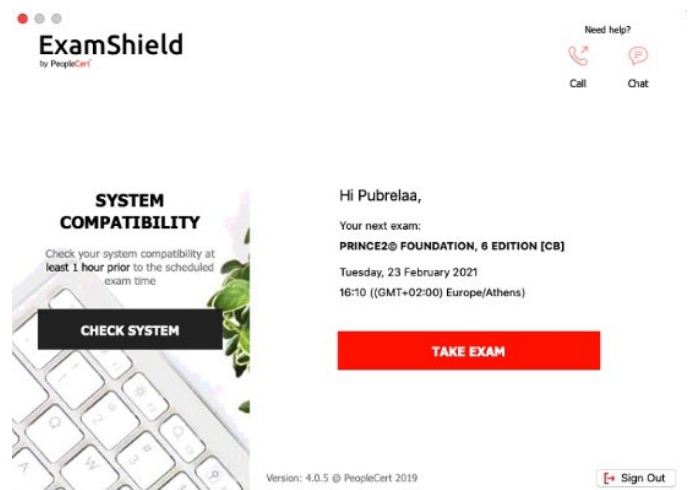 Need help?
ExamShield
by PeopleCert
Call
Chat
SYSTEM
COMPATIBILITY
Check your system compatibility at
least 1 hour prior to the scheduled
exam time
CHECK SYSTEM
Hi Pubrelaa,
Your next exam:
PRINCE2© FOUNDATION, 6 EDITION [CB]
Tuesday, 23 February 2021
16:10 ((GMT+02:00) Europe/Athens)
TAKE EXAM
Version: 4.0.5 @ PeopleCert 2019
Sign Out